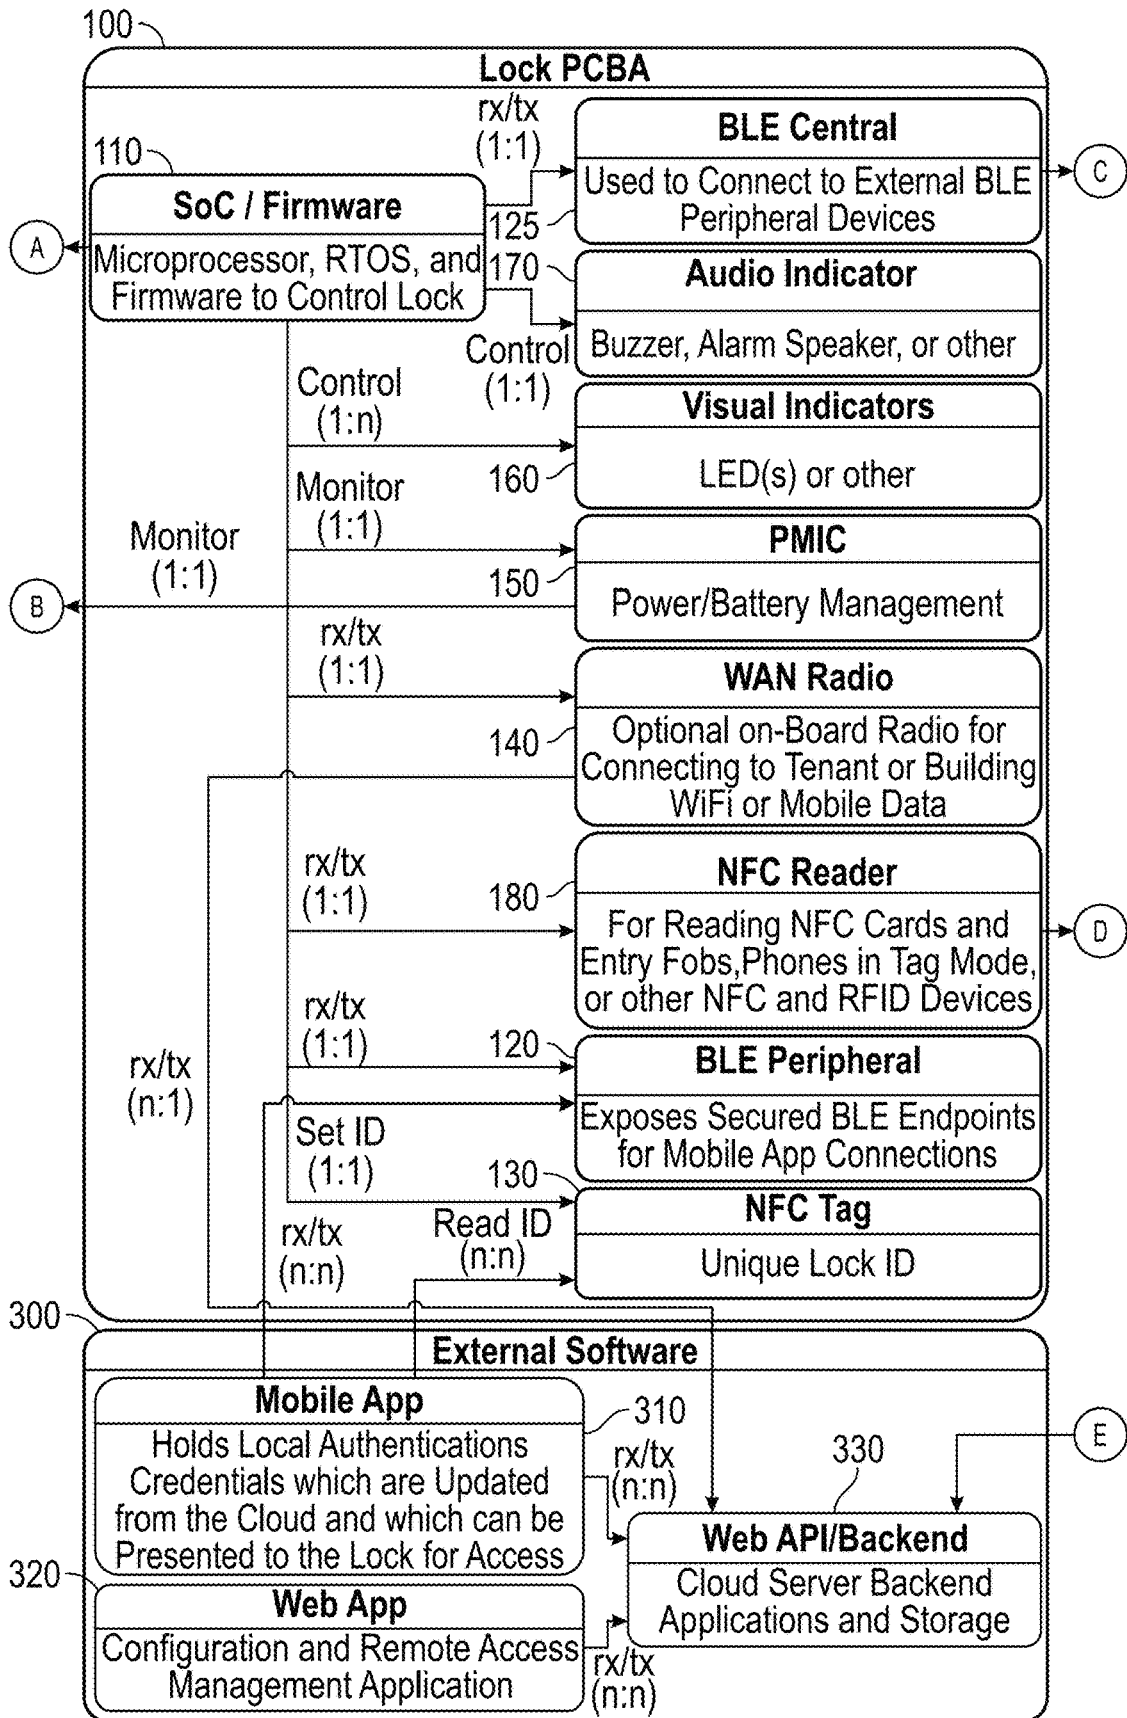 100
Lock PCBA
rx/tx
(1:1)
BLE Central
Used to Connect to External BLE
Peripheral Devices
125
C
110
SoC / Firmware
Microprocessor, RTOS, and
Firmware to Control Lock
A
170
Audio Indicator
Buzzer, Alarm Speaker, or other
Control
(1:1)
Control
(1:n)
Visual Indicators
LED(s) or other
160
Monitor
(1:1)
PMIC
Power/Battery Management
150
Monitor
(1:1)
B
rx/tx
(1:1)
WAN Radio
Optional on-Board Radio for
Connecting to Tenant or Building
WiFi or Mobile Data
140
rx/tx
(1:1)
180
NFC Reader
For Reading NFC Cards and
Entry Fobs,Phones in Tag Mode,
or other NFC and RFID Devices
D
rx/tx
(1:1)
120
BLE Peripheral
Exposes Secured BLE Endpoints
for Mobile App Connections
rx/tx
(n:1)
Set ID
(1:1)
130
NFC Tag
Unique Lock ID
rx/tx
(n:n)
Read ID
(n:n)
300
External Software
Mobile App
Holds Local Authentications
Credentials which are Updated
from the Cloud and which can be
Presented to the Lock for Access
310
rx/tx
(n:n)
330
E
Web API/Backend
Cloud Server Backend
Applications and Storage
320
Web App
Configuration and Remote Access
Management Application
rx/tx
(n:n)